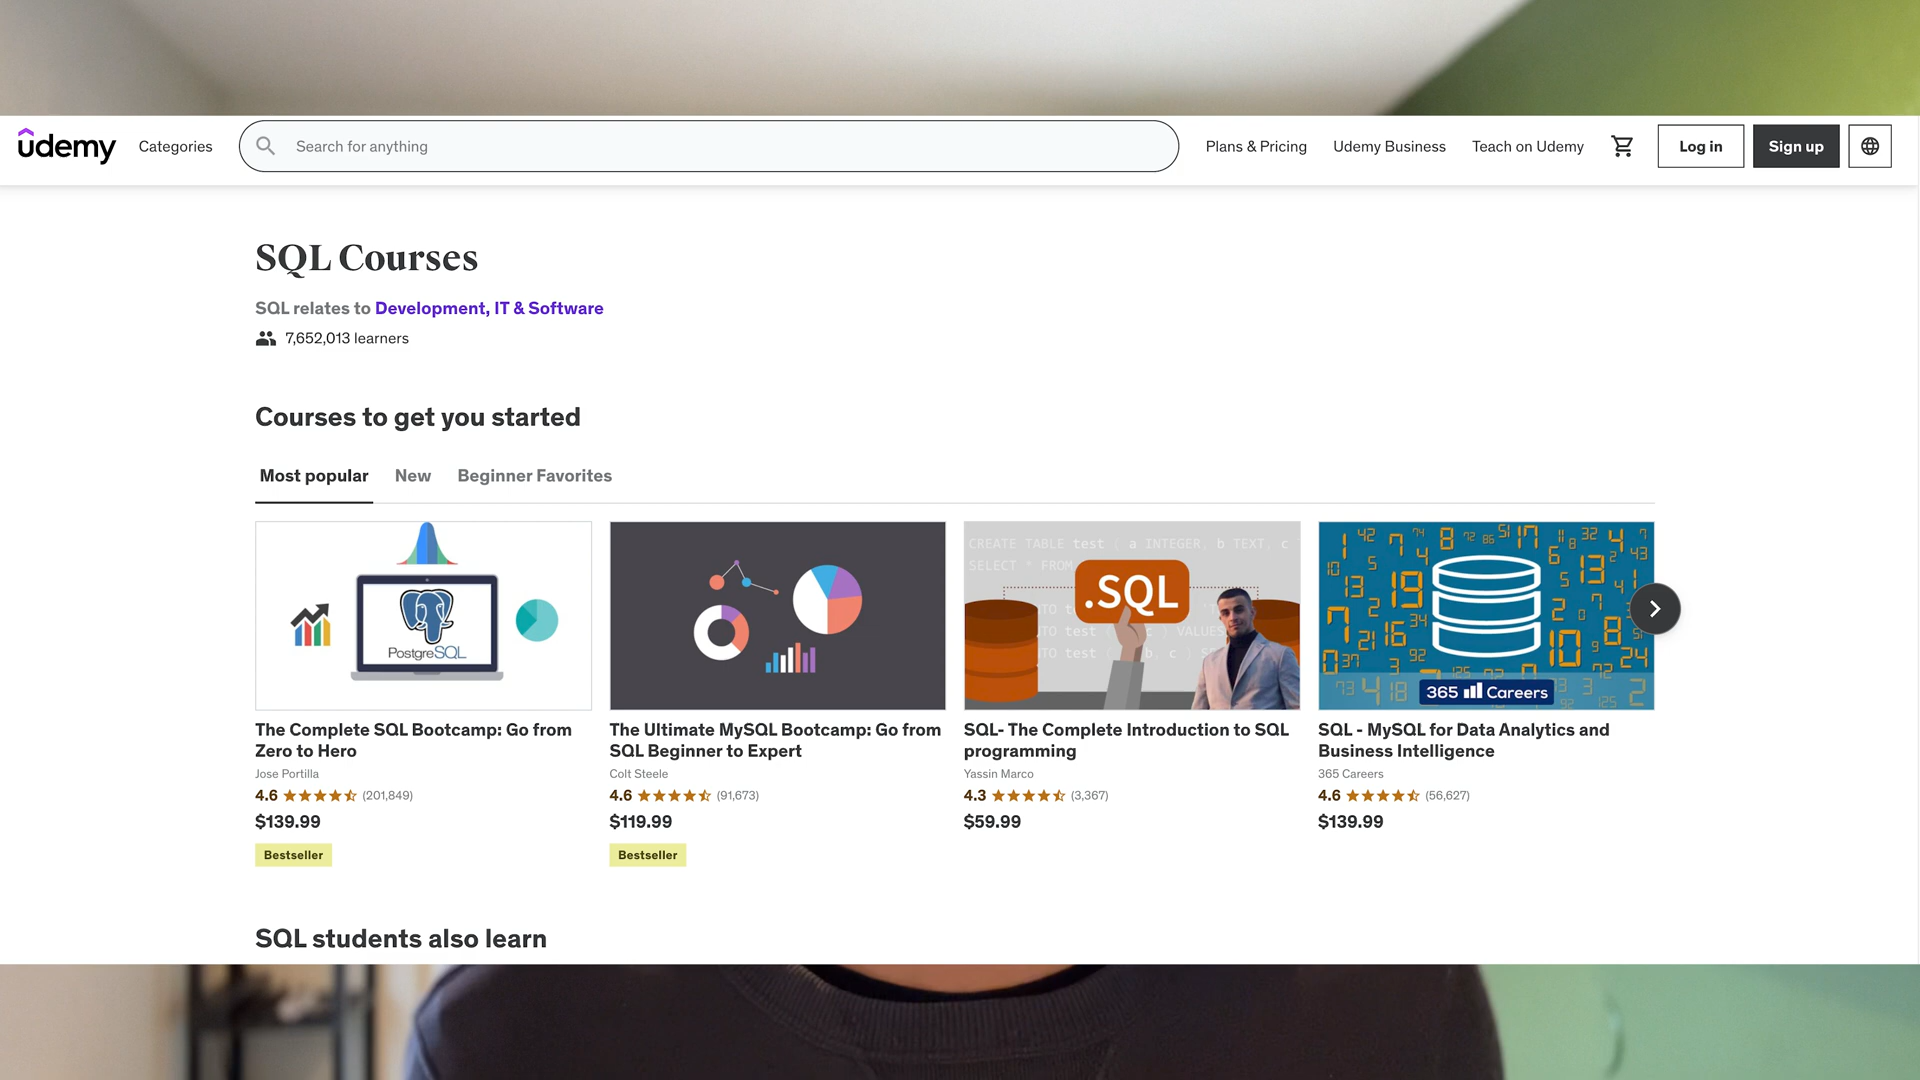 udemy
Categories
Search for anything
Plans & Pricing
Udemy Business
Teach on Udemy
Log in
Sign up
SQL Courses
SQL relates to Development, IT & Software
7,652,013 learners
Courses to get you started
Most popular
New
Beginner Favorites
PostgreSQL
CREATE TABLE test ( a INTEGER, b TEXT, c
SELECT * FROM
.SQL
365 Careers
The Complete SQL Bootcamp: Go from
Zero to Hero
Jose Portilla
4.6 (201,849)
$139.99
Bestseller
The Ultimate MySQL Bootcamp: Go from
SQL Beginner to Expert
Colt Steele
4.6 (91,673)
$119.99
Bestseller
SQL- The Complete Introduction to SQL
programming
Yassin Marco
4.3 (3,367)
$59.99
SQL - MySQL for Data Analytics and
Business Intelligence
365 Careers
4.6 (56,627)
$139.99
SQL students also learn